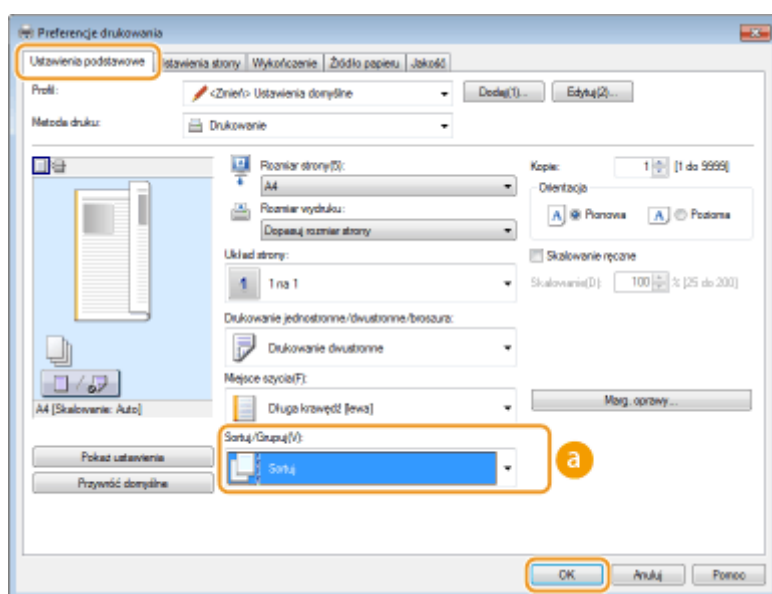 Preferencje drukowania
Ustawienia podstawowe Ustawienia strony Wykończenie Źródło papieru Jakość
Profil: <Zmień> Ustawienia domyślne Dodaj(1)... Edytuj(2)...
Metoda druku: Drukowanie
Rozmiar strony(5): Kopie: 1 [1 do 9999]
A4 Orientacja
Rozmiar wydruku: A Pionowa A Pozioma
Dopasuj rozmiar strony
Układ strony: Skalowanie ręczne
1 1 na 1 Skalowanie(D): 100 % [25 do 200]
Drukowanie jednostronne/dwustronne/broszura:
Drukowanie dwustronne
Miejsce szycia(F):
A4 [Skalowanie: Auto] Długa krawędź [lewa] Marg. oprawy...
Sortuj/Grupuj(V):
Pokaż ustawienia Sortuj a
Przywróć domyślne
OK Anuluj Pomoc